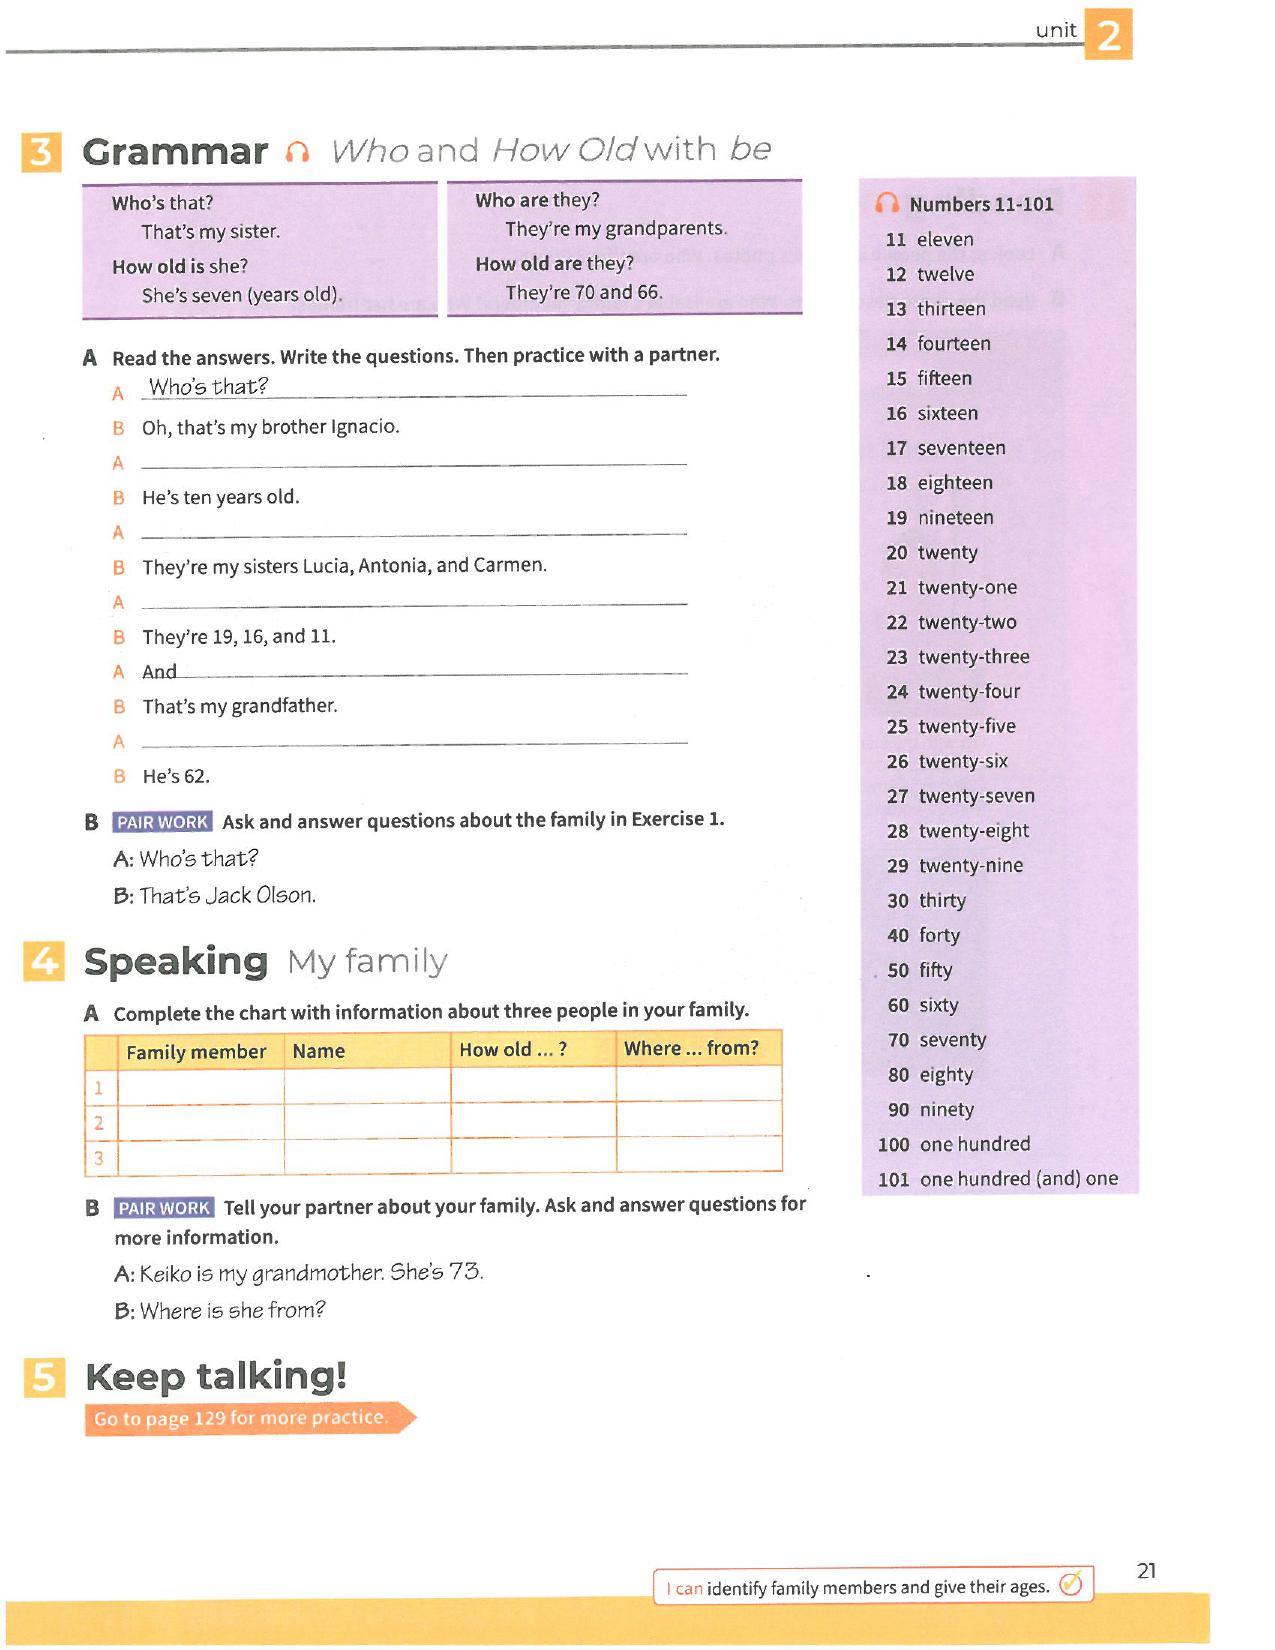 unit 2
3 Grammar Who and How Old with be
Who's that?
That's my sister.
How old is she?
She's seven (years old).
Who are they?
They're my grandparents.
How old are they?
They're 70 and 66.
A Read the answers. Write the questions. Then practice with a partner.
A Who's that?
B Oh, that's my brother Ignacio.
A
B He's ten years old.
A
B They're my sisters Lucia, Antonia, and Carmen.
A
B They're 19, 16, and 11.
A And
B That's my grandfather.
A
B He's 62.
B PAIR WORK Ask and answer questions about the family in Exercise 1.
A: Who's that?
B: That's Jack Olson.
4 Speaking My family
A Complete the chart with information about three people in your family.
Family member Name How old ... ? Where ... from?
1
2
3
B PAIR WORK Tell your partner about your family. Ask and answer questions for
more information.
A: Keiko is my grandmother. She's 73.
B: Where is she from?
5 Keep talking!
Go to page 129 for more practice.
Numbers 11-101
11 eleven
12 twelve
13 thirteen
14 fourteen
15 fifteen
16 sixteen
17 seventeen
18 eighteen
19 nineteen
20 twenty
21 twenty-one
22 twenty-two
23 twenty-three
24 twenty-four
25 twenty-five
26 twenty-six
27 twenty-seven
28 twenty-eight
29 twenty-nine
30 thirty
40 forty
50 fifty
60 sixty
70 seventy
80 eighty
90 ninety
100 one hundred
101 one hundred (and) one
I can identify family members and give their ages.
21